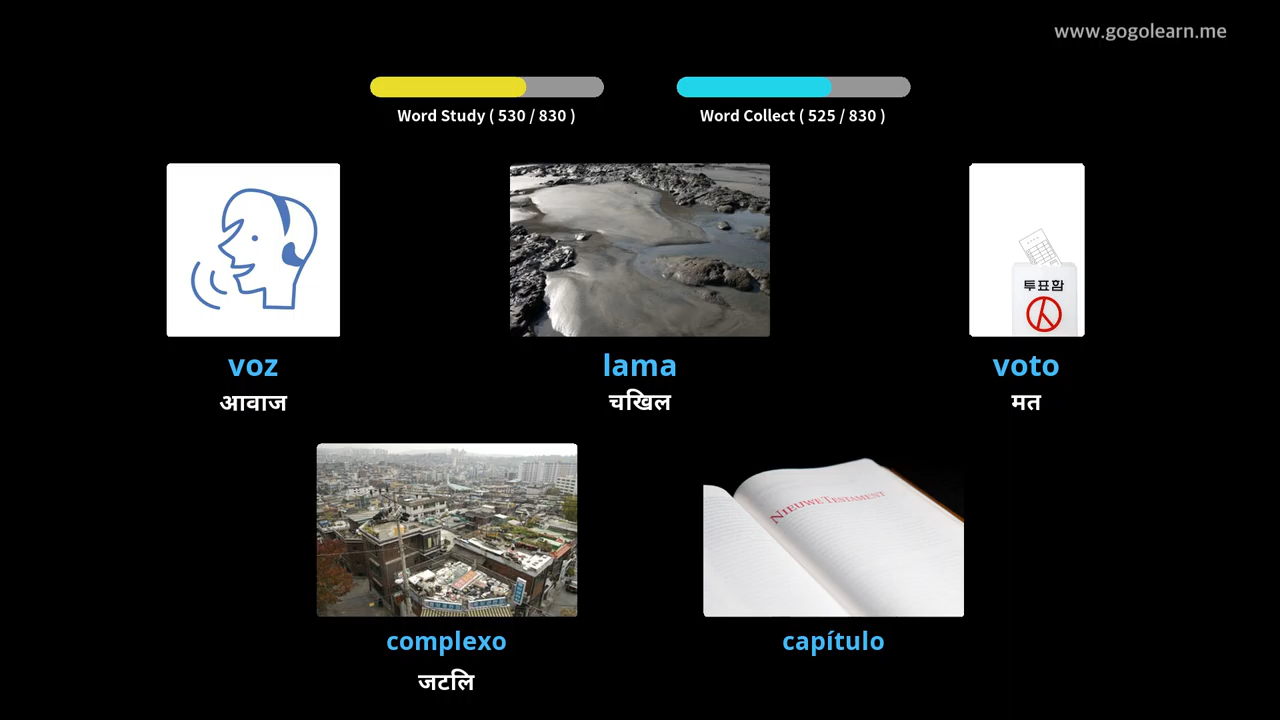 www.gogolearn.me
Word Study ( 530 / 830 )
Word Collect ( 525 / 830 )
투표함
voz
lama
voto
आवाज
चखिल
मत
NIEUWE TESTAMENT
complexo
capítulo
जटलि